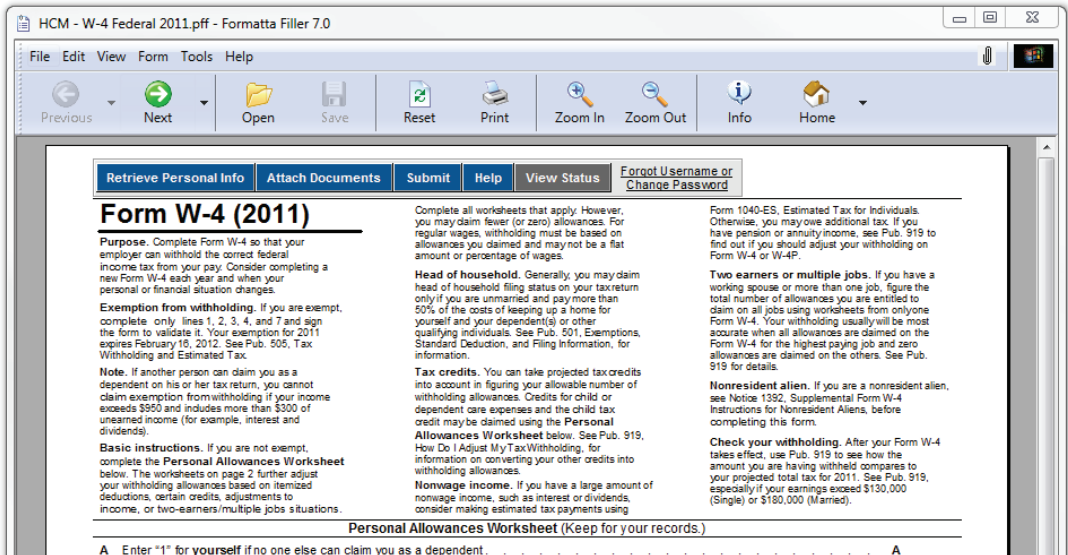 HCM - W-4 Federal 2011.pff - Formatta Filler 7.0
File Edit View Form Tools Help
Previous Next Open Save Reset Print Zoom In Zoom Out Info Home
Retrieve Personal Info Attach Documents Submit Help View Status Forgot Username or
Change Password
Form W-4 (2011)
Purpose. Complete Form W-4 so that your
employer can withhold the correct federal
income tax from your pay. Consider completing a
new Form W-4 each year and when your
personal or financial situation changes.
Exemption from withholding. If you are exempt,
complete only lines 1, 2, 3, 4, and 7 and sign
the form to validate it. Your exemption for 2011
expires February 16, 2012. See Pub. 505, Tax
Withholding and Estimated Tax.
Note. If another person can claim you as a
dependent on his or her tax return, you cannot
claim exemption from withholding if your income
exceeds $950 and includes more than $300 of
unearned income (for example, interest and
dividends).
Basic instructions. If you are not exempt,
complete the Personal Allowances Worksheet
below. The worksheets on page 2 further adjust
your withholding allowances based on itemized
deductions, certain credits, adjustments to
income, or two-earners/multiple jobs situations.
Complete all worksheets that apply. However,
you may claim fewer (or zero) allowances. For
regular wages, withholding must be based on
allowances you claimed and may not be a flat
amount or percentage of wages.
Head of household. Generally, you may claim
head of household filing status on your tax return
only if you are unmarried and pay more than
50% of the costs of keeping up a home for
yourself and your dependent(s) or other
qualifying individuals. See Pub. 501, Exemptions,
Standard Deduction, and Filing Information, for
information.
Tax credits. You can take projected tax credits
into account in figuring your allowable number of
withholding allowances. Credits for child or
dependent care expenses and the child tax
credit may be claimed using the Personal
Allowances Worksheet below. See Pub. 919,
How Do I Adjust My Tax Withholding, for
information on converting your other credits into
withholding allowances.
Nonwage income. If you have a large amount of
nonwage income, such as interest or dividends,
consider making estimated tax payments using
Form 1040-ES, Estimated Tax for Individuals.
Otherwise, you may owe additional tax. If you
have pension or annuity income, see Pub. 919 to
find out if you should adjust your withholding on
Form W-4 or W-4P.
Two earners or multiple jobs. If you have a
working spouse or more than one job, figure the
total number of allowances you are entitled to
claim on all jobs using worksheets from only one
Form W-4. Your withholding usually will be most
accurate when all allowances are claimed on the
Form W-4 for the highest paying job and zero
allowances are claimed on the others. See Pub.
919 for details.
Nonresident alien. If you are a nonresident alien,
see Notice 1392, Supplemental Form W-4
Instructions for Nonresident Aliens, before
completing this form.
Check your withholding. After your Form W-4
takes effect, use Pub. 919 to see how the
amount you are having withheld compares to
your projected total tax for 2011. See Pub. 919,
especially if your earnings exceed $130,000
(Single) or $180,000 (Married).
Personal Allowances Worksheet (Keep for your records.)
A Enter "1" for yourself if no one else can claim you as a dependent . . . . . . . . . . . . . . . . . . . . . . A